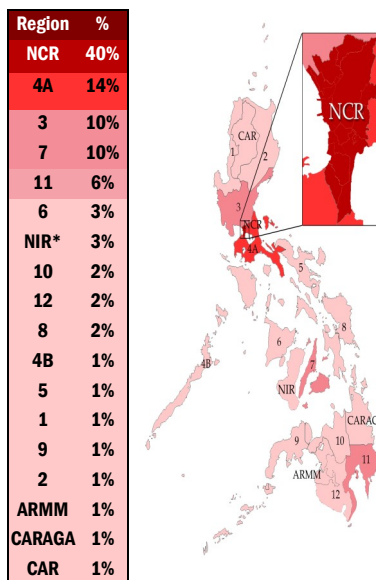 Region %
NCR 40%
4A 14%
3 10%
7 10%
11 6%
6 3%
NIR* 3%
10 2%
12 2%
8 2%
4B 1%
5 1%
1 1%
9 1%
2 1%
ARMM 1%
CARAGA 1%
CAR 1%
NCR
CAR
1
2
3
NCR
4A
5
6
8
4B
7
NIR
CARAG
9
10
11
ARMM
12